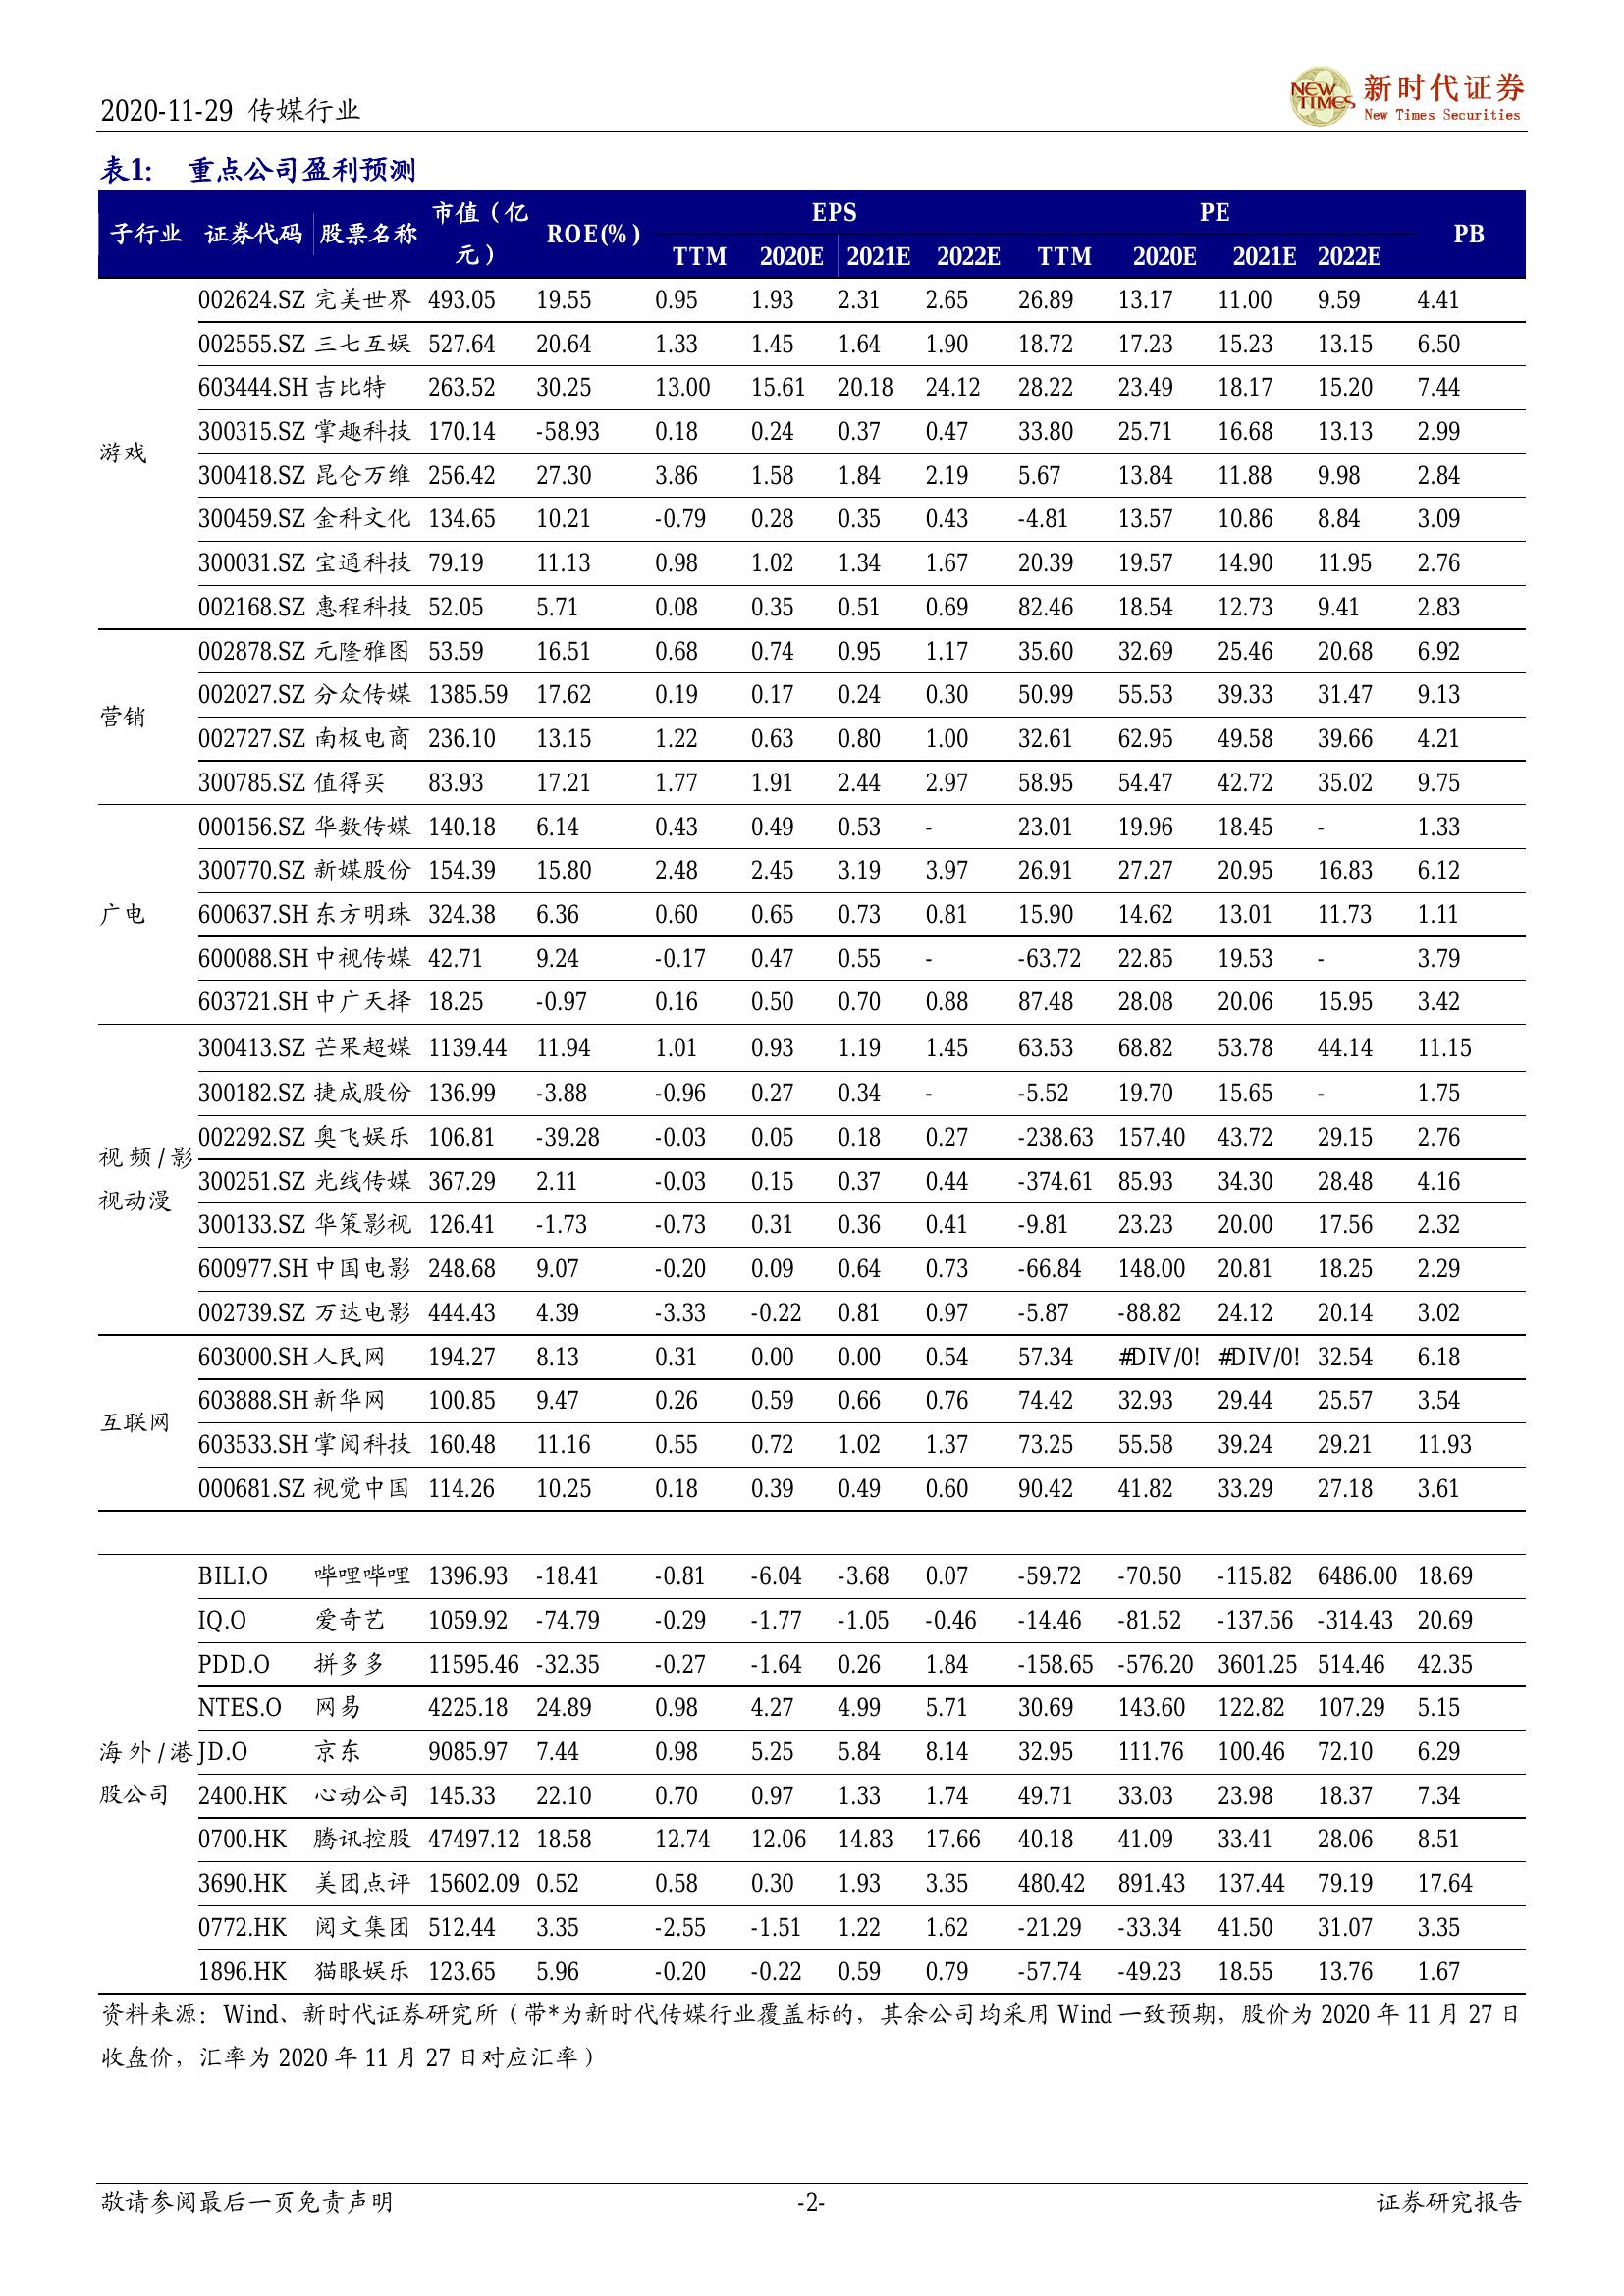 2020-11-29 传媒行业
NEW TIMES 新时代证券
New Times Securities
表1: 重点公司盈利预测
子行业 证券代码 股票名称 市值（亿元） ROE(%) EPS PE PB
TTM 2020E 2021E 2022E TTM 2020E 2021E 2022E
游戏
002624.SZ 完美世界 493.05 19.55 0.95 1.93 2.31 2.65 26.89 13.17 11.00 9.59 4.41
002555.SZ 三七互娱 527.64 20.64 1.33 1.45 1.64 1.90 18.72 17.23 15.23 13.15 6.50
603444.SH 吉比特 263.52 30.25 13.00 15.61 20.18 24.12 28.22 23.49 18.17 15.20 7.44
300315.SZ 掌趣科技 170.14 -58.93 0.18 0.24 0.37 0.47 33.80 25.71 16.68 13.13 2.99
300418.SZ 昆仑万维 256.42 27.30 3.86 1.58 1.84 2.19 5.67 13.84 11.88 9.98 2.84
300459.SZ 金科文化 134.65 10.21 -0.79 0.28 0.35 0.43 -4.81 13.57 10.86 8.84 3.09
300031.SZ 宝通科技 79.19 11.13 0.98 1.02 1.34 1.67 20.39 19.57 14.90 11.95 2.76
002168.SZ 惠程科技 52.05 5.71 0.08 0.35 0.51 0.69 82.46 18.54 12.73 9.41 2.83
营销
002878.SZ 元隆雅图 53.59 16.51 0.68 0.74 0.95 1.17 35.60 32.69 25.46 20.68 6.92
002027.SZ 分众传媒 1385.59 17.62 0.19 0.17 0.24 0.30 50.99 55.53 39.33 31.47 9.13
002727.SZ 南极电商 236.10 13.15 1.22 0.63 0.80 1.00 32.61 62.95 49.58 39.66 4.21
300785.SZ 值得买 83.93 17.21 1.77 1.91 2.44 2.97 58.95 54.47 42.72 35.02 9.75
广电
000156.SZ 华数传媒 140.18 6.14 0.43 0.49 0.53 - 23.01 19.96 18.45 - 1.33
300770.SZ 新媒股份 154.39 15.80 2.48 2.45 3.19 3.97 26.91 27.27 20.95 16.83 6.12
600637.SH 东方明珠 324.38 6.36 0.60 0.65 0.73 0.81 15.90 14.62 13.01 11.73 1.11
600088.SH 中视传媒 42.71 9.24 -0.17 0.47 0.55 - -63.72 22.85 19.53 - 3.79
603721.SH 中广天择 18.25 -0.97 0.16 0.50 0.70 0.88 87.48 28.08 20.06 15.95 3.42
视频/影视动漫
300413.SZ 芒果超媒 1139.44 11.94 1.01 0.93 1.19 1.45 63.53 68.82 53.78 44.14 11.15
300182.SZ 捷成股份 136.99 -3.88 -0.96 0.27 0.34 - -5.52 19.70 15.65 - 1.75
002292.SZ 奥飞娱乐 106.81 -39.28 -0.03 0.05 0.18 0.27 -238.63 157.40 43.72 29.15 2.76
300251.SZ 光线传媒 367.29 2.11 -0.03 0.15 0.37 0.44 -374.61 85.93 34.30 28.48 4.16
300133.SZ 华策影视 126.41 -1.73 -0.73 0.31 0.36 0.41 -9.81 23.23 20.00 17.56 2.32
600977.SH 中国电影 248.68 9.07 -0.20 0.09 0.64 0.73 -66.84 148.00 20.81 18.25 2.29
002739.SZ 万达电影 444.43 4.39 -3.33 -0.22 0.81 0.97 -5.87 -88.82 24.12 20.14 3.02
互联网
603000.SH 人民网 194.27 8.13 0.31 0.00 0.00 0.54 57.34 #DIV/0! #DIV/0! 32.54 6.18
603888.SH 新华网 100.85 9.47 0.26 0.59 0.66 0.76 74.42 32.93 29.44 25.57 3.54
603533.SH 掌阅科技 160.48 11.16 0.55 0.72 1.02 1.37 73.25 55.58 39.24 29.21 11.93
000681.SZ 视觉中国 114.26 10.25 0.18 0.39 0.49 0.60 90.42 41.82 33.29 27.18 3.61
海外/港股公司
BILI.O 哔哩哔哩 1396.93 -18.41 -0.81 -6.04 -3.68 0.07 -59.72 -70.50 -115.82 6486.00 18.69
IQ.O 爱奇艺 1059.92 -74.79 -0.29 -1.77 -1.05 -0.46 -14.46 -81.52 -137.56 -314.43 20.69
PDD.O 拼多多 11595.46 -32.35 -0.27 -1.64 0.26 1.84 -158.65 -576.20 3601.25 514.46 42.35
NTES.O 网易 4225.18 24.89 0.98 4.27 4.99 5.71 30.69 143.60 122.82 107.29 5.15
JD.O 京东 9085.97 7.44 0.98 5.25 5.84 8.14 32.95 111.76 100.46 72.10 6.29
2400.HK 心动公司 145.33 22.10 0.70 0.97 1.33 1.74 49.71 33.03 23.98 18.37 7.34
0700.HK 腾讯控股 47497.12 18.58 12.74 12.06 14.83 17.66 40.18 41.09 33.41 28.06 8.51
3690.HK 美团点评 15602.09 0.52 0.58 0.30 1.93 3.35 480.42 891.43 137.44 79.19 17.64
0772.HK 阅文集团 512.44 3.35 -2.55 -1.51 1.22 1.62 -21.29 -33.34 41.50 31.07 3.35
1896.HK 猫眼娱乐 123.65 5.96 -0.20 -0.22 0.59 0.79 -57.74 -49.23 18.55 13.76 1.67
资料来源：Wind、新时代证券研究所（带*为新时代传媒行业覆盖标的，其余公司均采用 Wind 一致预期，股价为 2020 年 11 月 27 日
收盘价，汇率为 2020 年 11 月 27 日对应汇率）
敬请参阅最后一页免责声明 -2- 证券研究报告